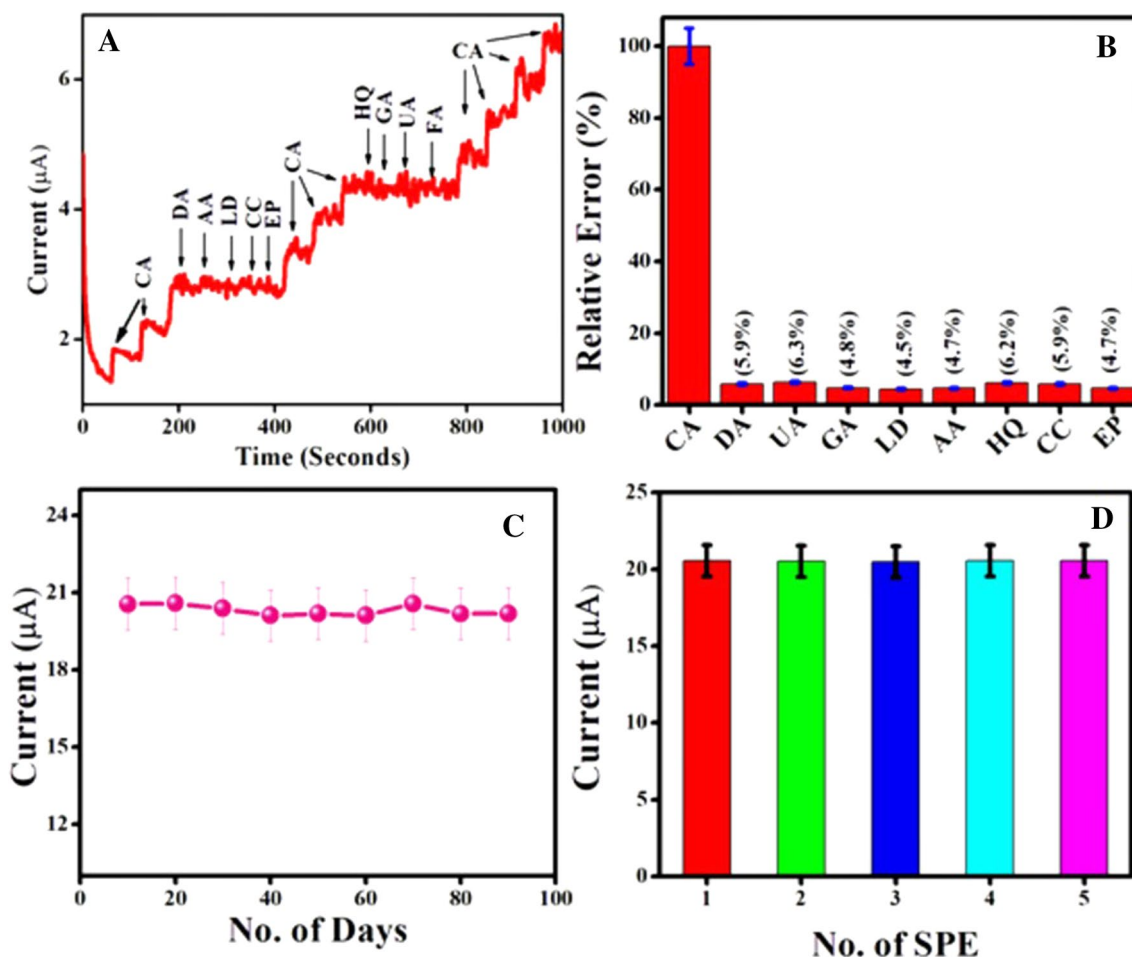 A
Current (µA)
6
4
2
CA
DA
AA
LD
CC
EP
CA
HQ
GA
UA
FA
CA
0
200
400
600
800
1000
Time (Seconds)
B
Relative Error (%)
100
80
60
40
20
0
(5.9%)
(6.3%)
(4.8%)
(4.5%)
(4.7%)
(6.2%)
(5.9%)
(4.7%)
CA
DA
UA
GA
LD
AA
HQ
CC
EP
C
Current (µA)
24
21
18
15
12
0
20
40
60
80
100
No. of Days
D
Current (µA)
25
20
15
10
5
0
1
2
3
4
5
No. of SPE